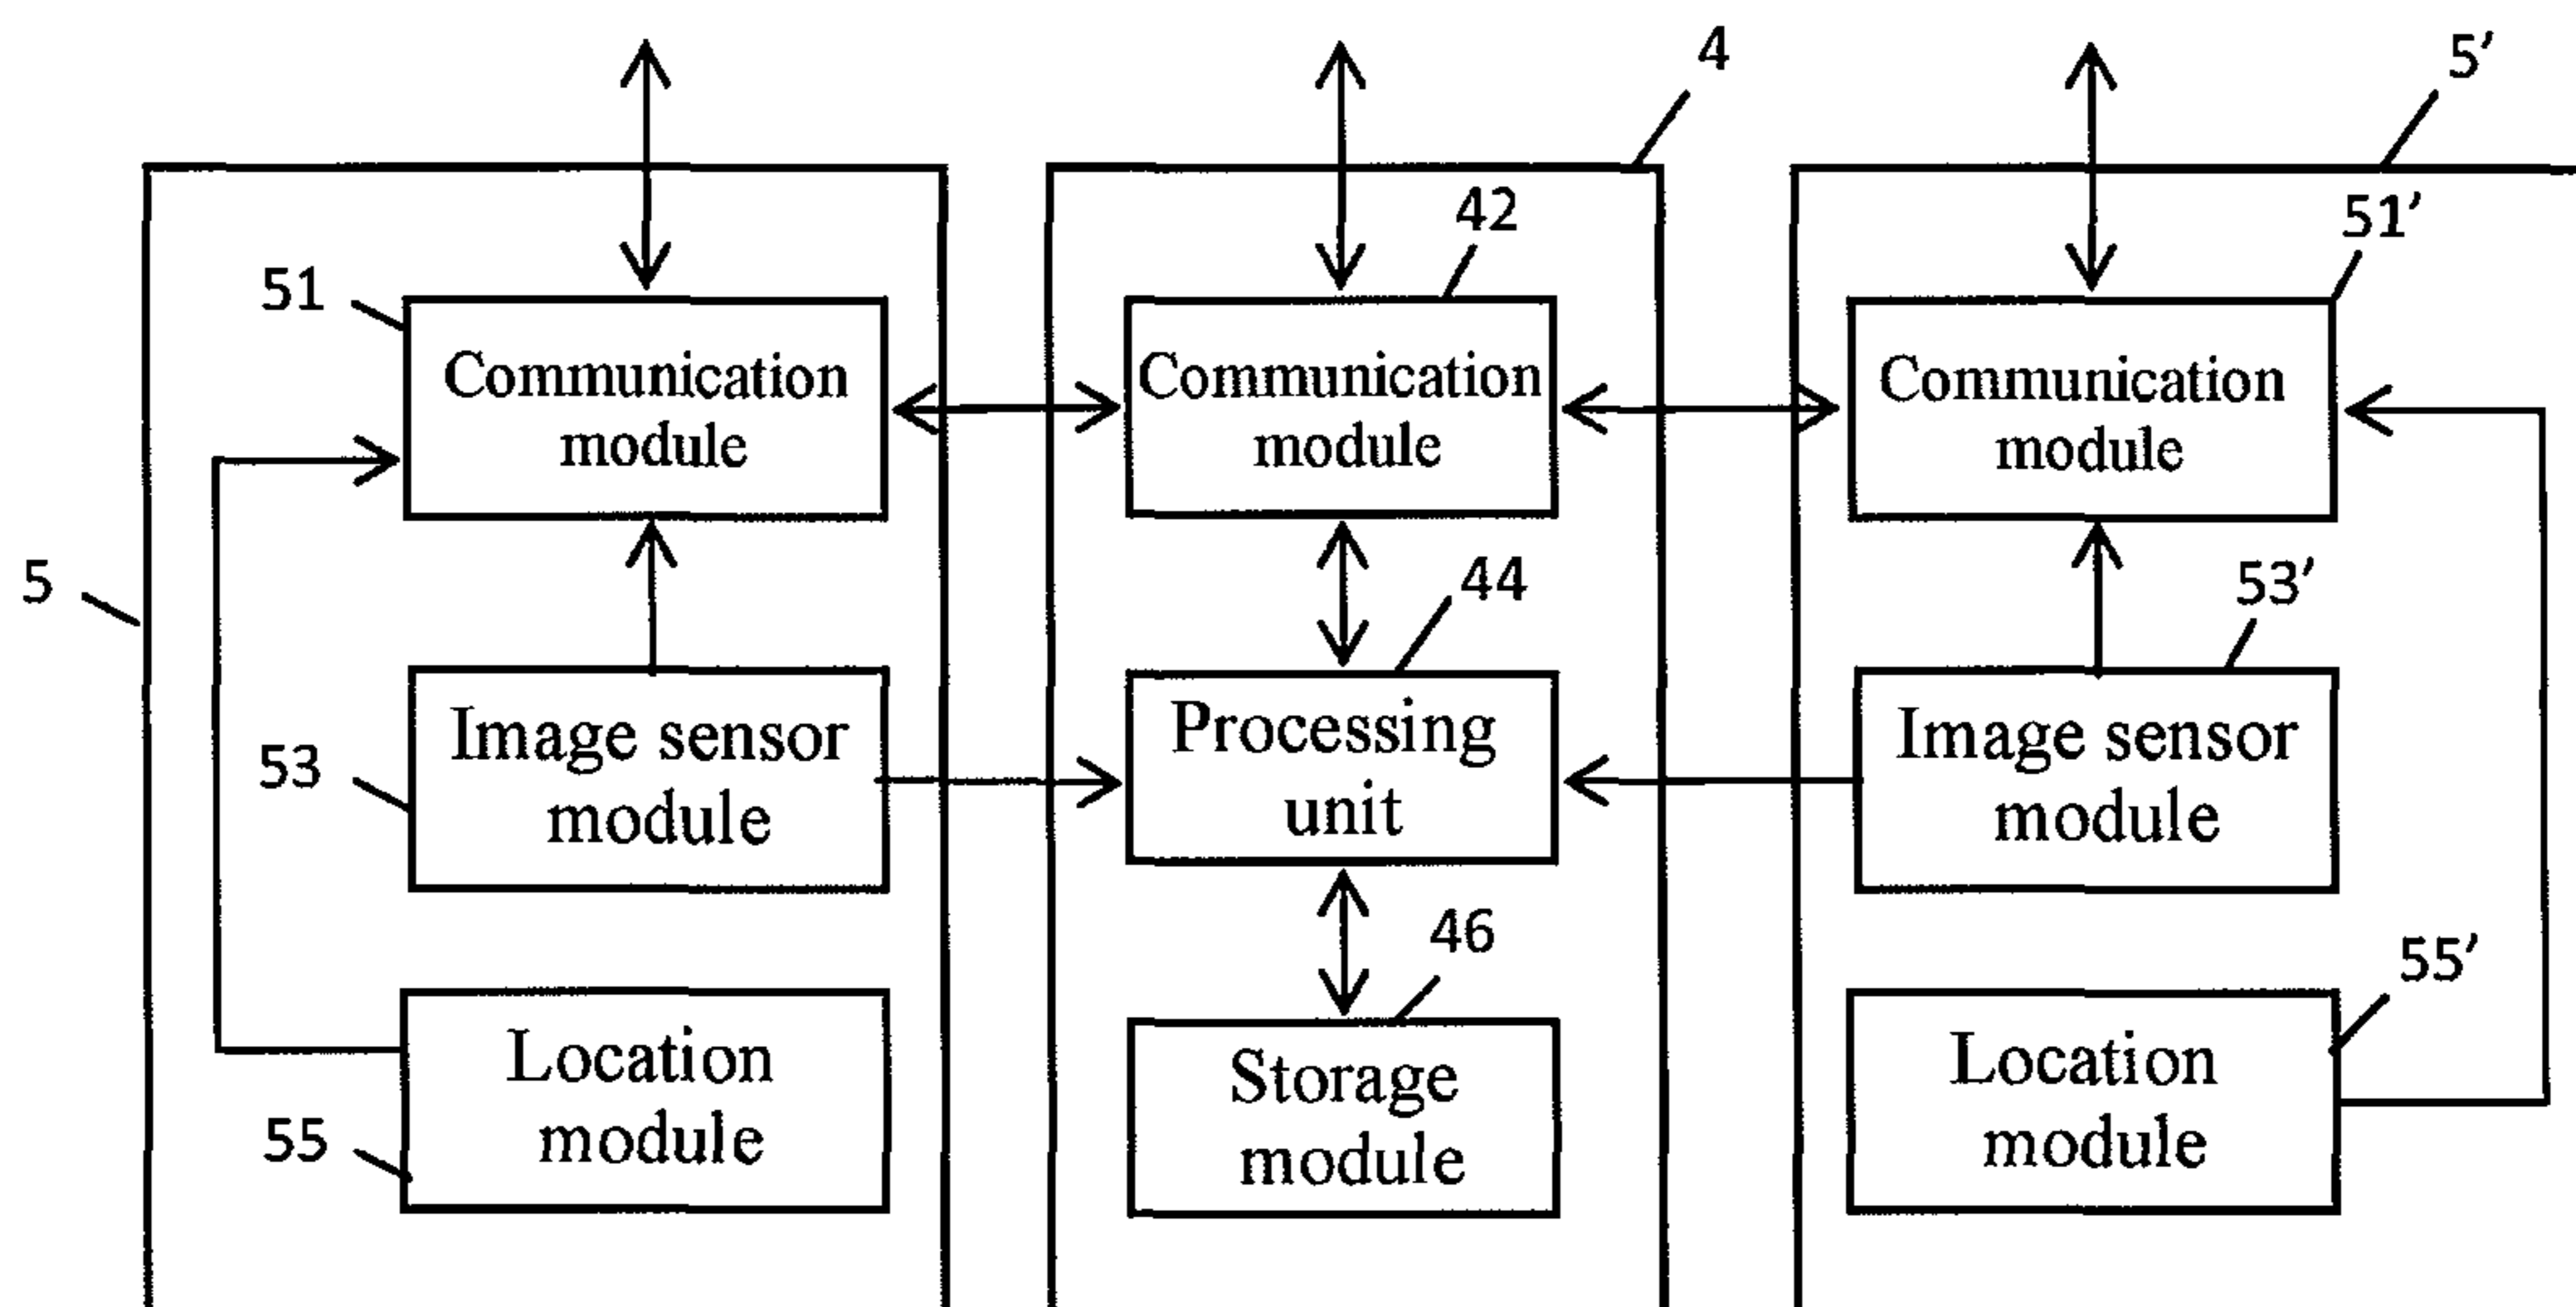 4
5′
42
51′
51
Communication
module
Communication
module
Communication
module
5
44
53′
53
Image sensor
module
Processing
unit
Image sensor
module
46
55′
Location
module
55
Storage
module
Location
module